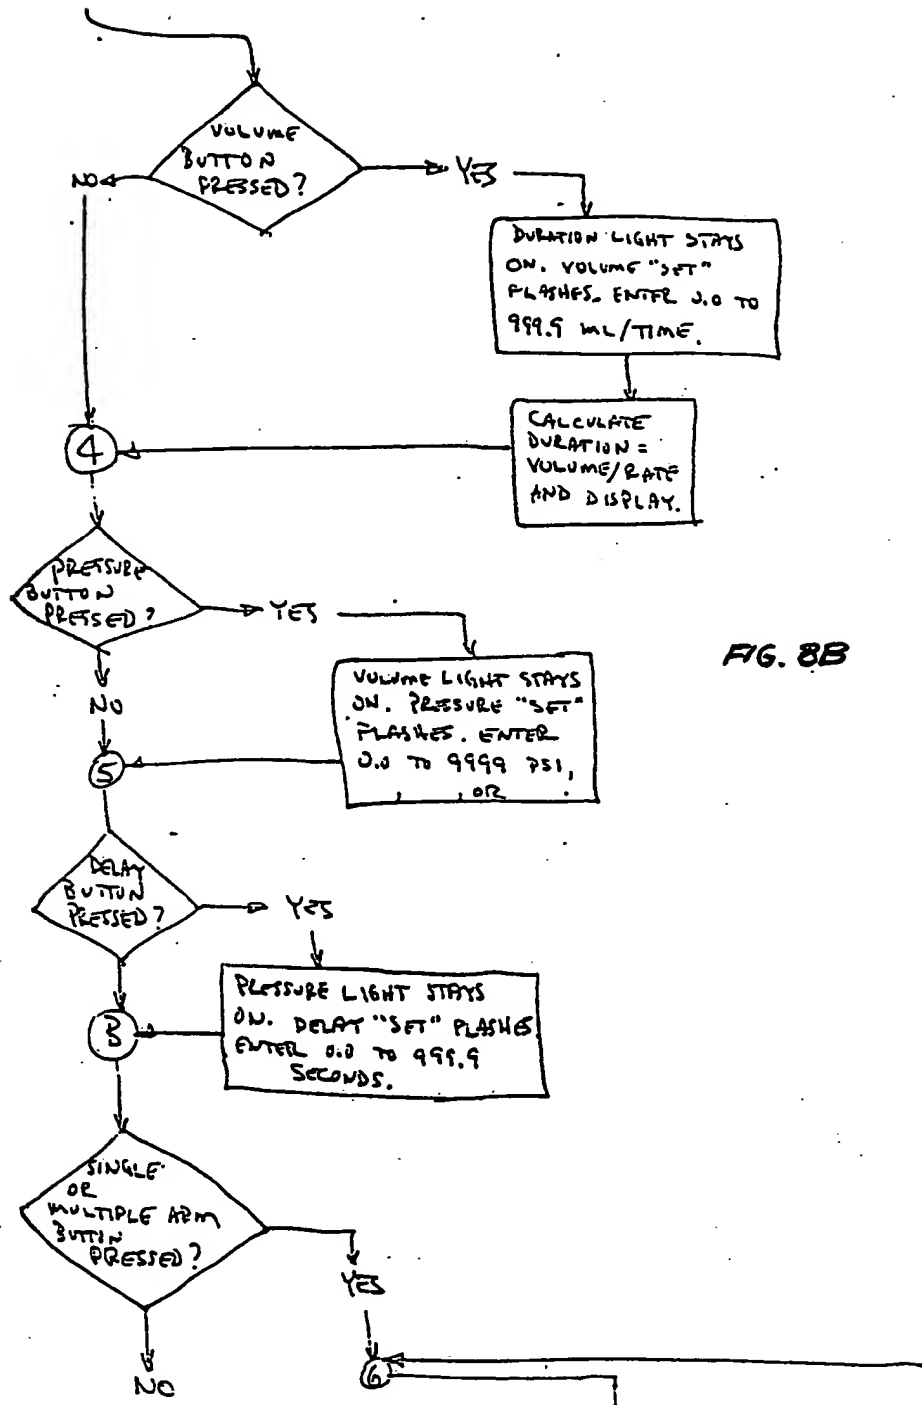 VOLUME
BUTTON
PRESSED?
NO
YES
DURATION LIGHT STAYS
ON. VOLUME "SET"
FLASHES. ENTER 0.0 TO
999.9 ML/TIME.
CALCULATE
DURATION =
VOLUME/RATE
AND DISPLAY.
4
PRESSURE
BUTTON
PRESSED?
YES
NO
VOLUME LIGHT STAYS
ON. PRESSURE "SET"
FLASHES. ENTER
0.0 TO 9999 PSI,
OR
FIG. 8B
5
DELAY
BUTTON
PRESSED?
YES
PRESSURE LIGHT STAYS
ON. DELAY "SET" FLASHES
ENTER 0.0 TO 999.9
SECONDS.
3
SINGLE
OR
MULTIPLE ARM
BUTTON
PRESSED?
YES
NO
6